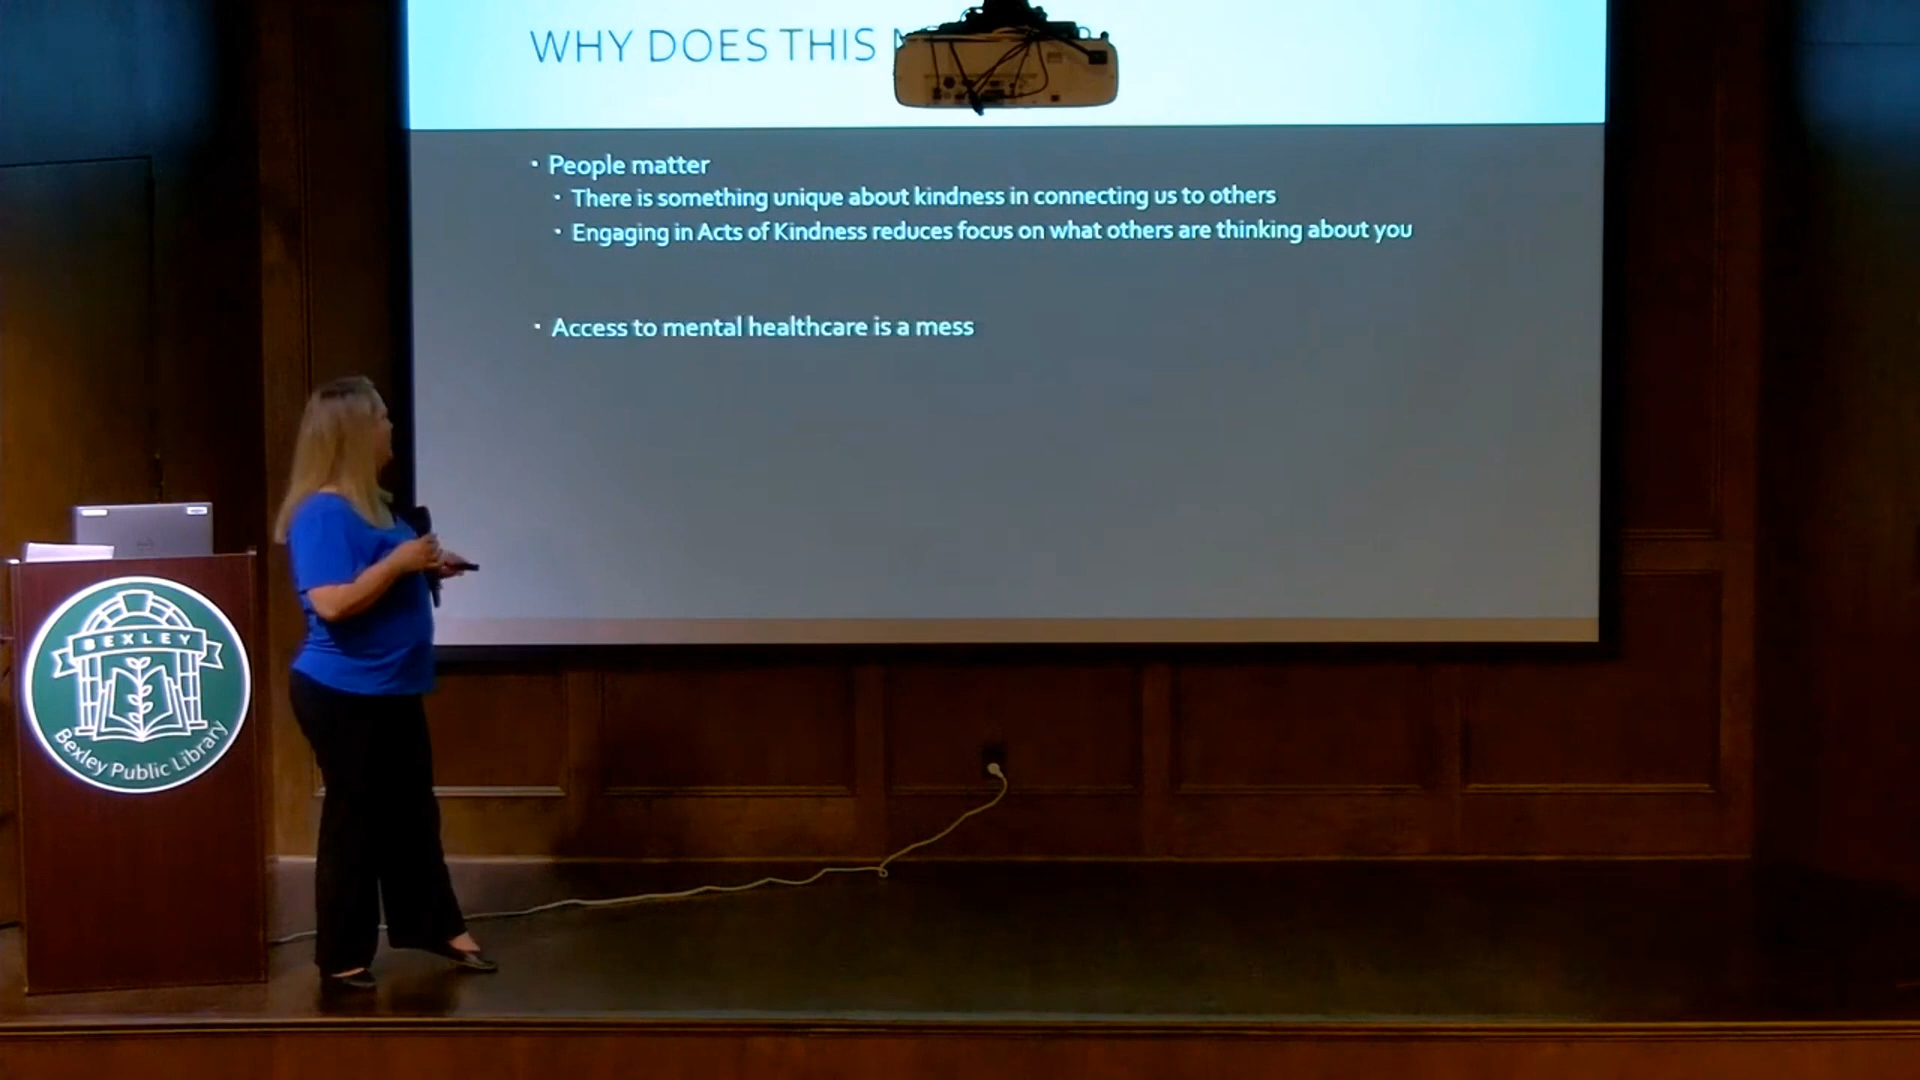 WHY DOES THIS
People matter
There is something unique about kindness in connecting us to others
Engaging in Acts of Kindness reduces focus on what others are thinking about you
Access to mental healthcare is a mess
BEXLEY
Bexley Public Library